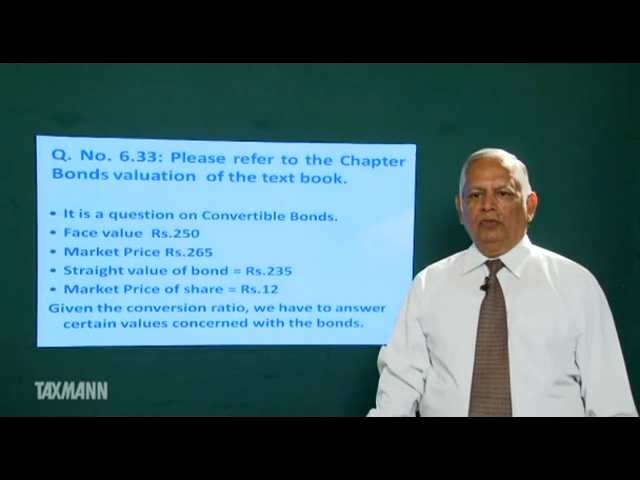 Q. No. 6.33: Please refer to the Chapter
Bonds valuation of the text book.
• It is a question on Convertible Bonds.
• Face value Rs.250
• Market Price Rs.265
• Straight value of bond = Rs.235
• Market Price of share = Rs.12
Given the conversion ratio, we have to answer
certain values concerned with the bonds.
TAXMANN